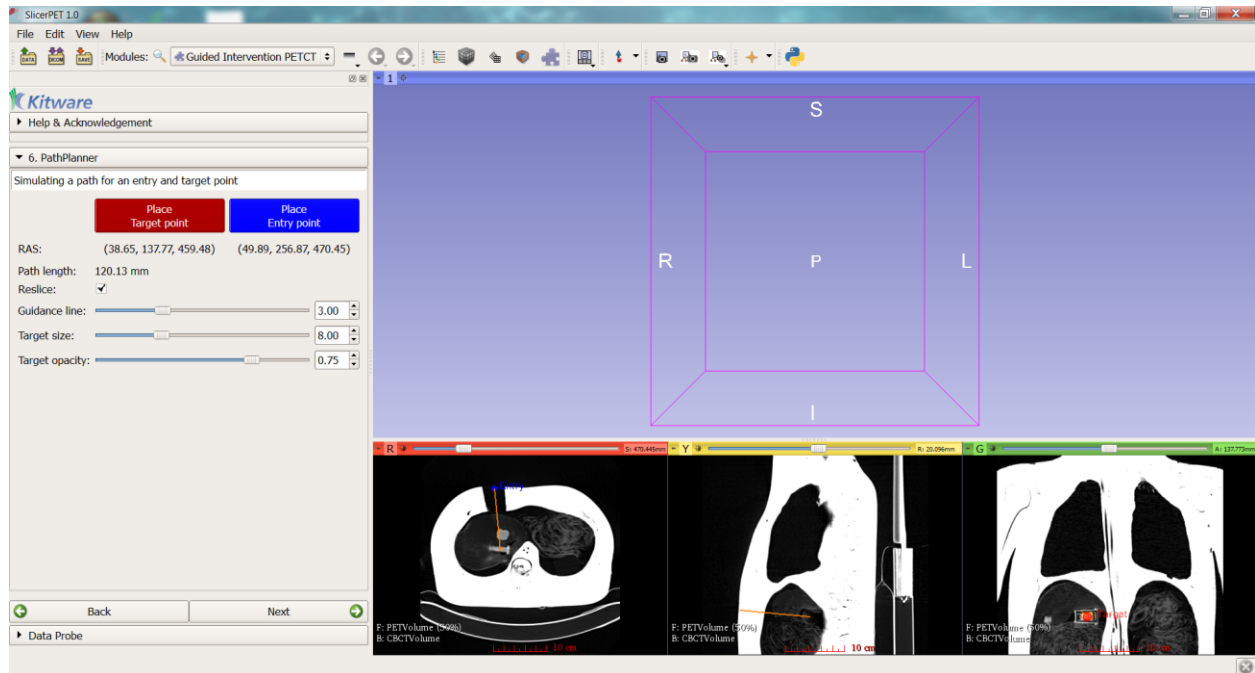 SlicerPET 1.0
File Edit View Help
DATA DICOM SAVE Modules: Guided Intervention PETCT
1
Kitware
Help & Acknowledgement
6. PathPlanner
Simulating a path for an entry and target point
Place
Target point
Place
Entry point
RAS: (38.65, 137.77, 459.48) (49.89, 256.87, 470.45)
Path length: 120.13 mm
Reslice:
Guidance line: 3.00
Target size: 8.00
Target opacity: 0.75
Back Next
Data Probe
S
R P L
I
R S: 470.445mm
Entry
F: PETVolume (50%)
B: CBCTVolume
10 cm
Y R: 20.096mm
F: PETVolume (50%)
B: CBCTVolume
10 cm
G A: 137.773mm
Target
F: PETVolume (50%)
B: CBCTVolume
10 cm